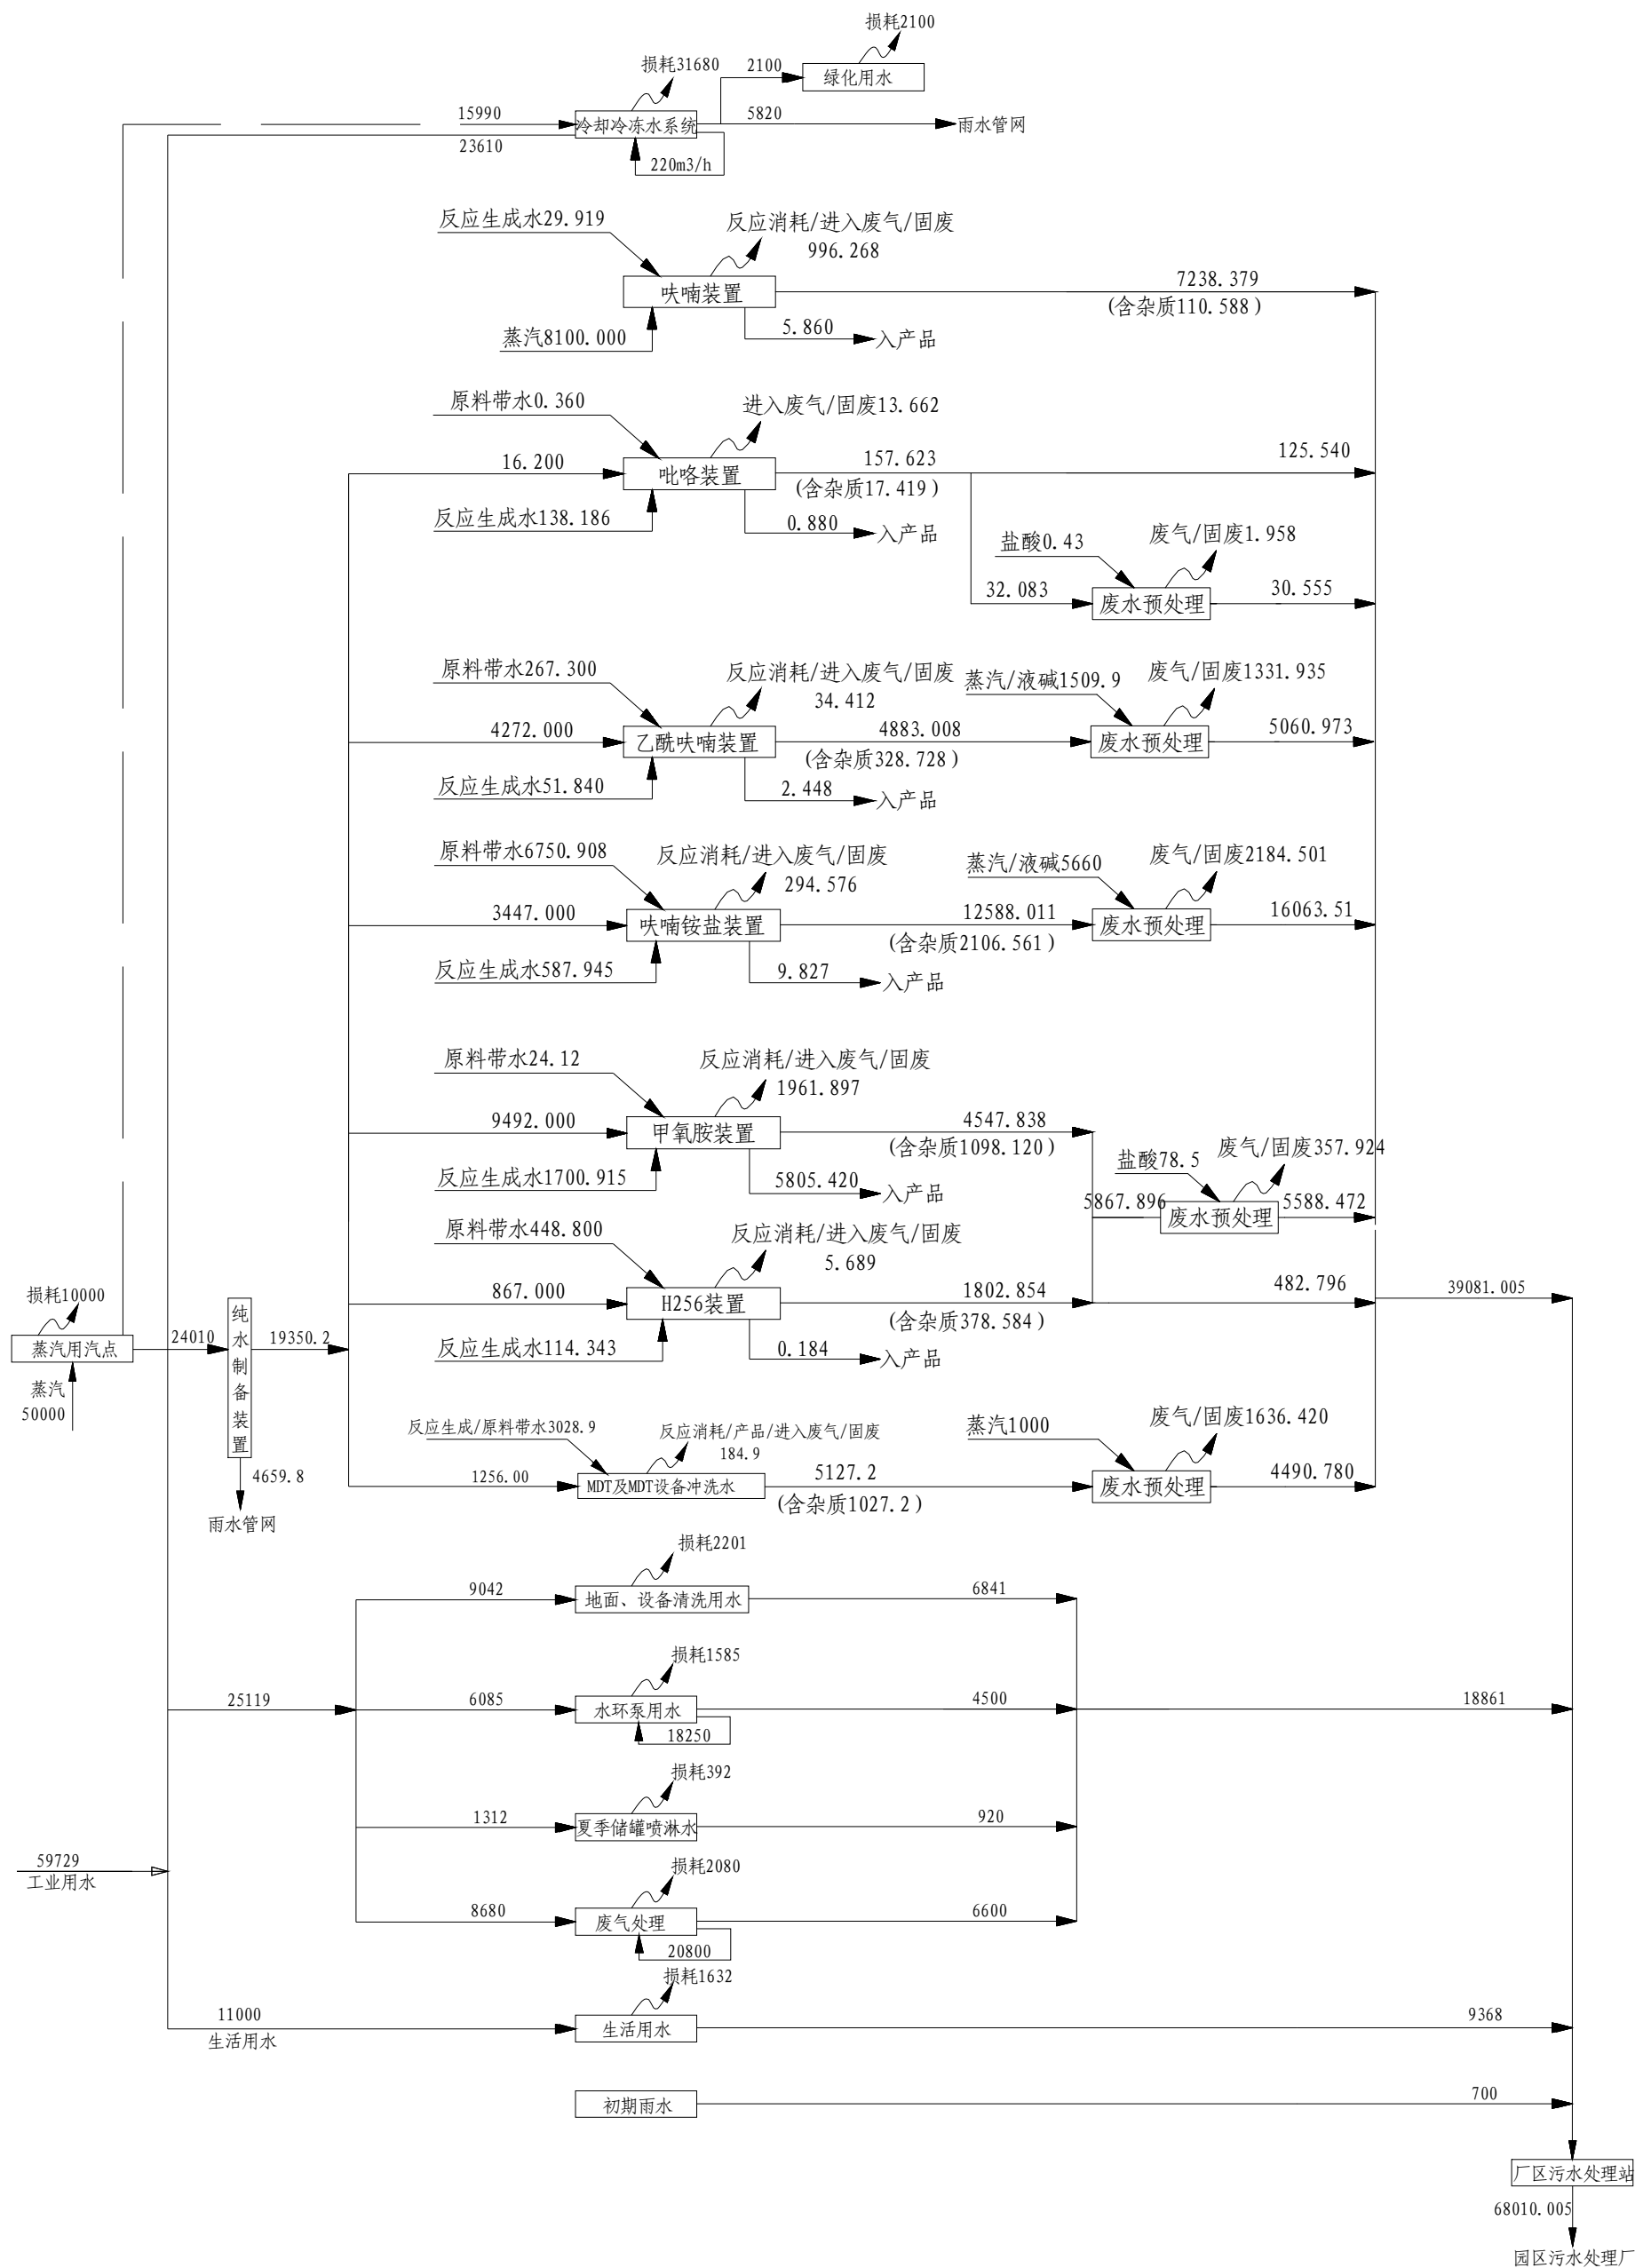 损耗2100
损耗31680
2100
绿化用水
15990
冷却冷冻水系统
5820
雨水管网
23610
220m3/h
反应生成水29.919
反应消耗/进入废气/固废
996.268
呋喃装置
7238.379
(含杂质110.588)
蒸汽8100.000
5.860
入产品
原料带水0.360
进入废气/固废13.662
16.200
吡咯装置
157.623
(含杂质17.419)
125.540
反应生成水138.186
0.880
入产品
盐酸0.43
废气/固废1.958
32.083
废水预处理
30.555
原料带水267.300
反应消耗/进入废气/固废
34.412
蒸汽/液碱1509.9
废气/固废1331.935
4272.000
乙酰呋喃装置
4883.008
(含杂质328.728)
废水预处理
5060.973
反应生成水51.840
2.448
入产品
原料带水6750.908
反应消耗/进入废气/固废
294.576
蒸汽/液碱5660
废气/固废2184.501
3447.000
呋喃铵盐装置
12588.011
(含杂质2106.561)
废水预处理
16063.51
反应生成水587.945
9.827
入产品
原料带水24.12
反应消耗/进入废气/固废
1961.897
9492.000
甲氧胺装置
4547.838
(含杂质1098.120)
反应生成水1700.915
5805.420
入产品
盐酸78.5
废气/固废357.924
5867.896
废水预处理
5588.472
原料带水448.800
反应消耗/进入废气/固废
5.689
867.000
H256装置
1802.854
(含杂质378.584)
482.796
39081.005
反应生成水114.343
0.184
入产品
损耗10000
蒸汽用汽点
24010
纯水制备装置
19350.2
蒸汽
50000
4659.8
雨水管网
反应生成/原料带水3028.9
反应消耗/产品/进入废气/固废
184.9
蒸汽1000
废气/固废1636.420
1256.00
MDT及MDT设备冲洗水
5127.2
(含杂质1027.2)
废水预处理
4490.780
损耗2201
9042
地面、设备清洗用水
6841
损耗1585
25119
6085
水环泵用水
4500
18861
18250
损耗392
1312
夏季储罐喷淋水
920
59729
工业用水
损耗2080
8680
废气处理
6600
20800
损耗1632
11000
生活用水
生活用水
9368
初期雨水
700
厂区污水处理站
68010.005
园区污水处理厂